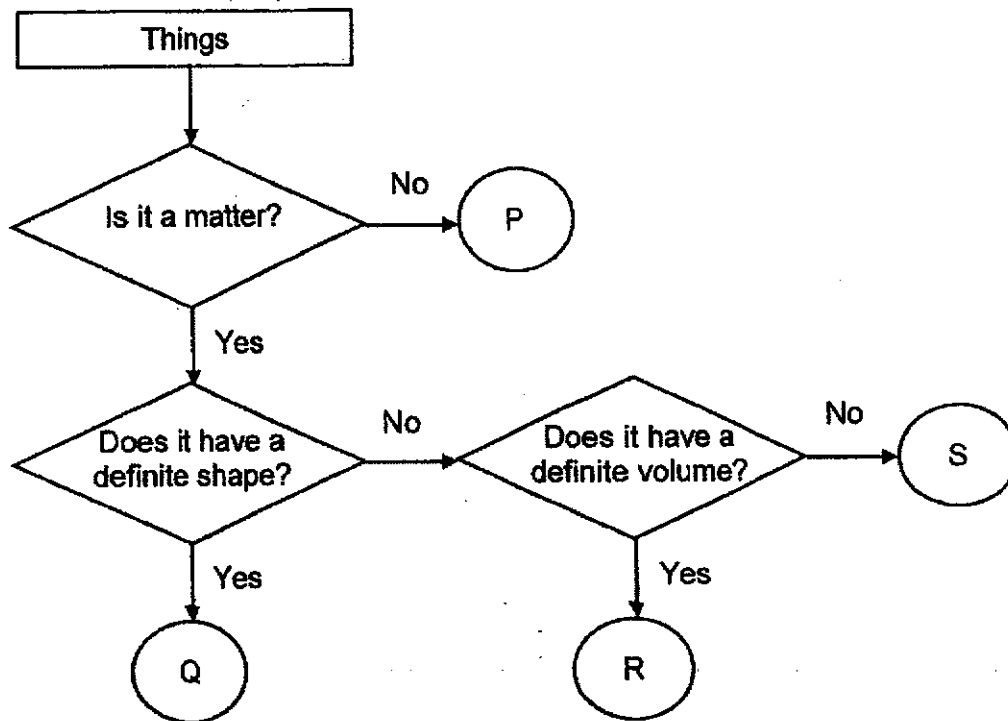 Things
Is it a matter?
No
P
Yes
Does it have a
definite shape?
No
Does it have a
definite volume?
No
S
Yes
Q
Yes
R